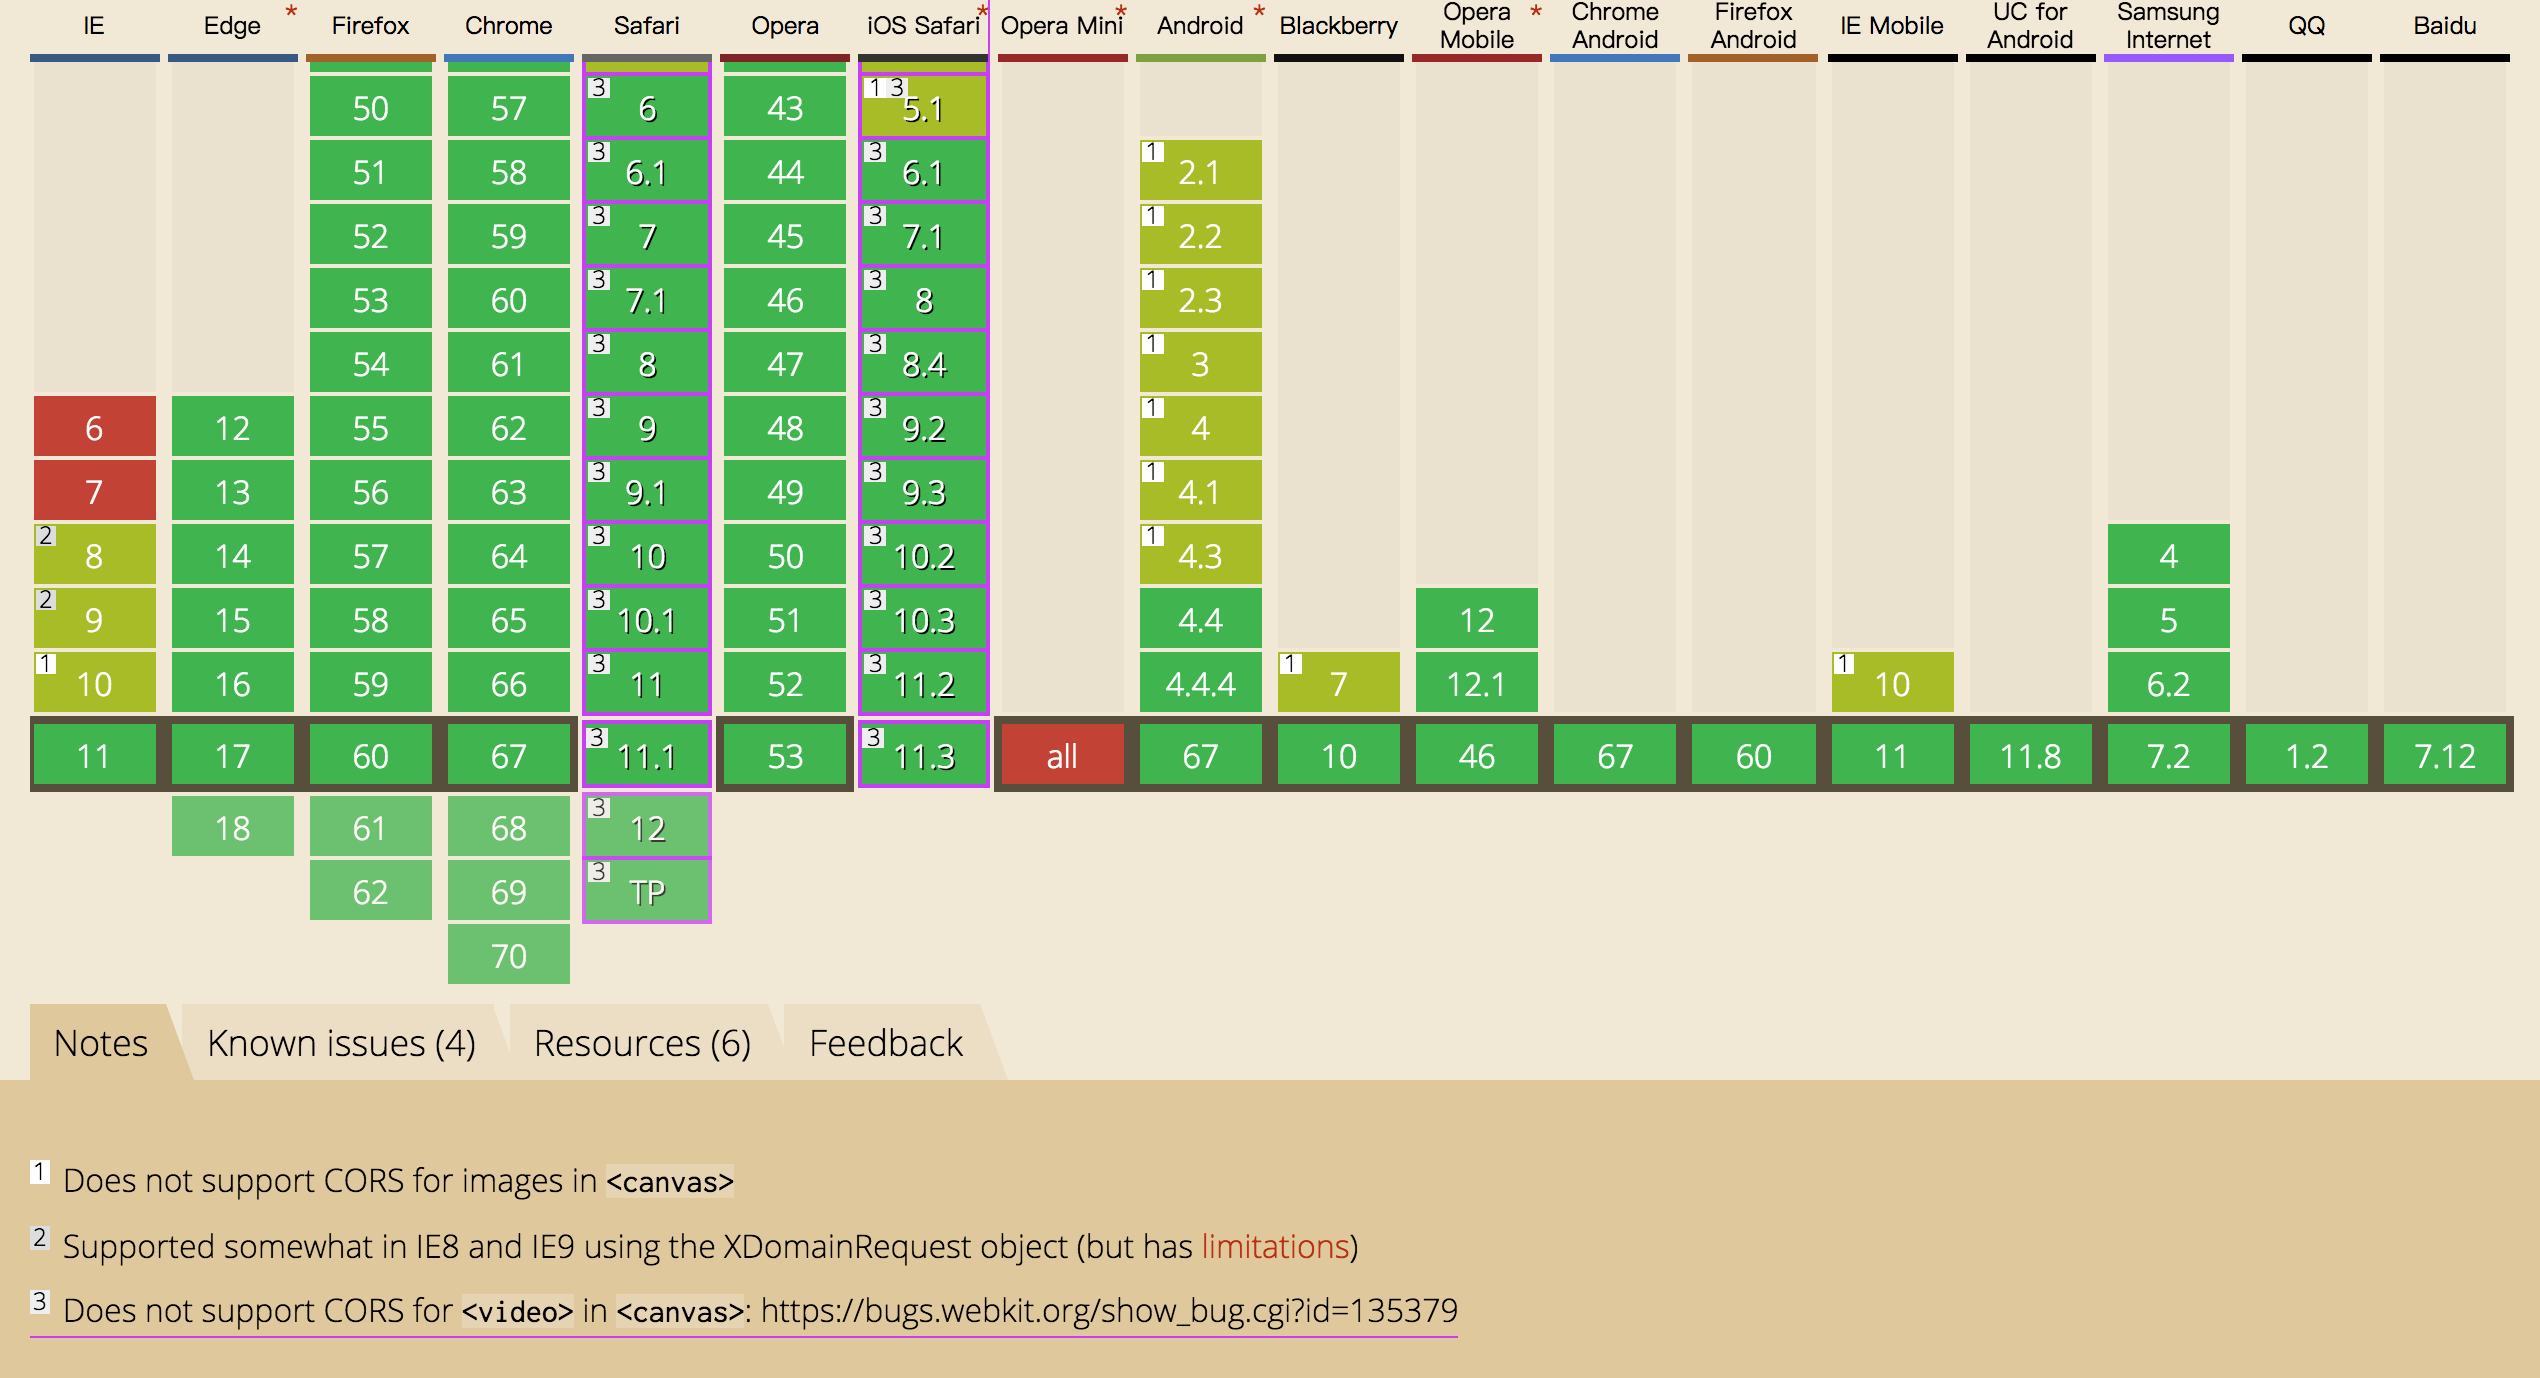 IE Edge * Firefox Chrome Safari Opera iOS Safari * Opera Mini * Android * Blackberry Opera Mobile * Chrome Android Firefox Android IE Mobile UC for Android Samsung Internet QQ Baidu
50 57 3 6 43 1 3 5.1
51 58 3 6.1 44 3 6.1 1 2.1
52 59 3 7 45 3 7.1 1 2.2
53 60 3 7.1 46 3 8 1 2.3
54 61 3 8 47 3 8.4 1 3
6 12 55 62 3 9 48 3 9.2 1 4
7 13 56 63 3 9.1 49 3 9.3 1 4.1
2 8 14 57 64 3 10 50 3 10.2 1 4.3 4
2 9 15 58 65 3 10.1 51 3 10.3 4.4 12 5
1 10 16 59 66 3 11 52 3 11.2 4.4.4 1 7 12.1 1 10 6.2
11 17 60 67 3 11.1 53 3 11.3 all 67 10 46 67 60 11 11.8 7.2 1.2 7.12
18 61 68 3 12
62 69 3 TP
70
Notes Known issues (4) Resources (6) Feedback
1 Does not support CORS for images in <canvas>
2 Supported somewhat in IE8 and IE9 using the XDomainRequest object (but has limitations)
3 Does not support CORS for <video> in <canvas>: https://bugs.webkit.org/show_bug.cgi?id=135379